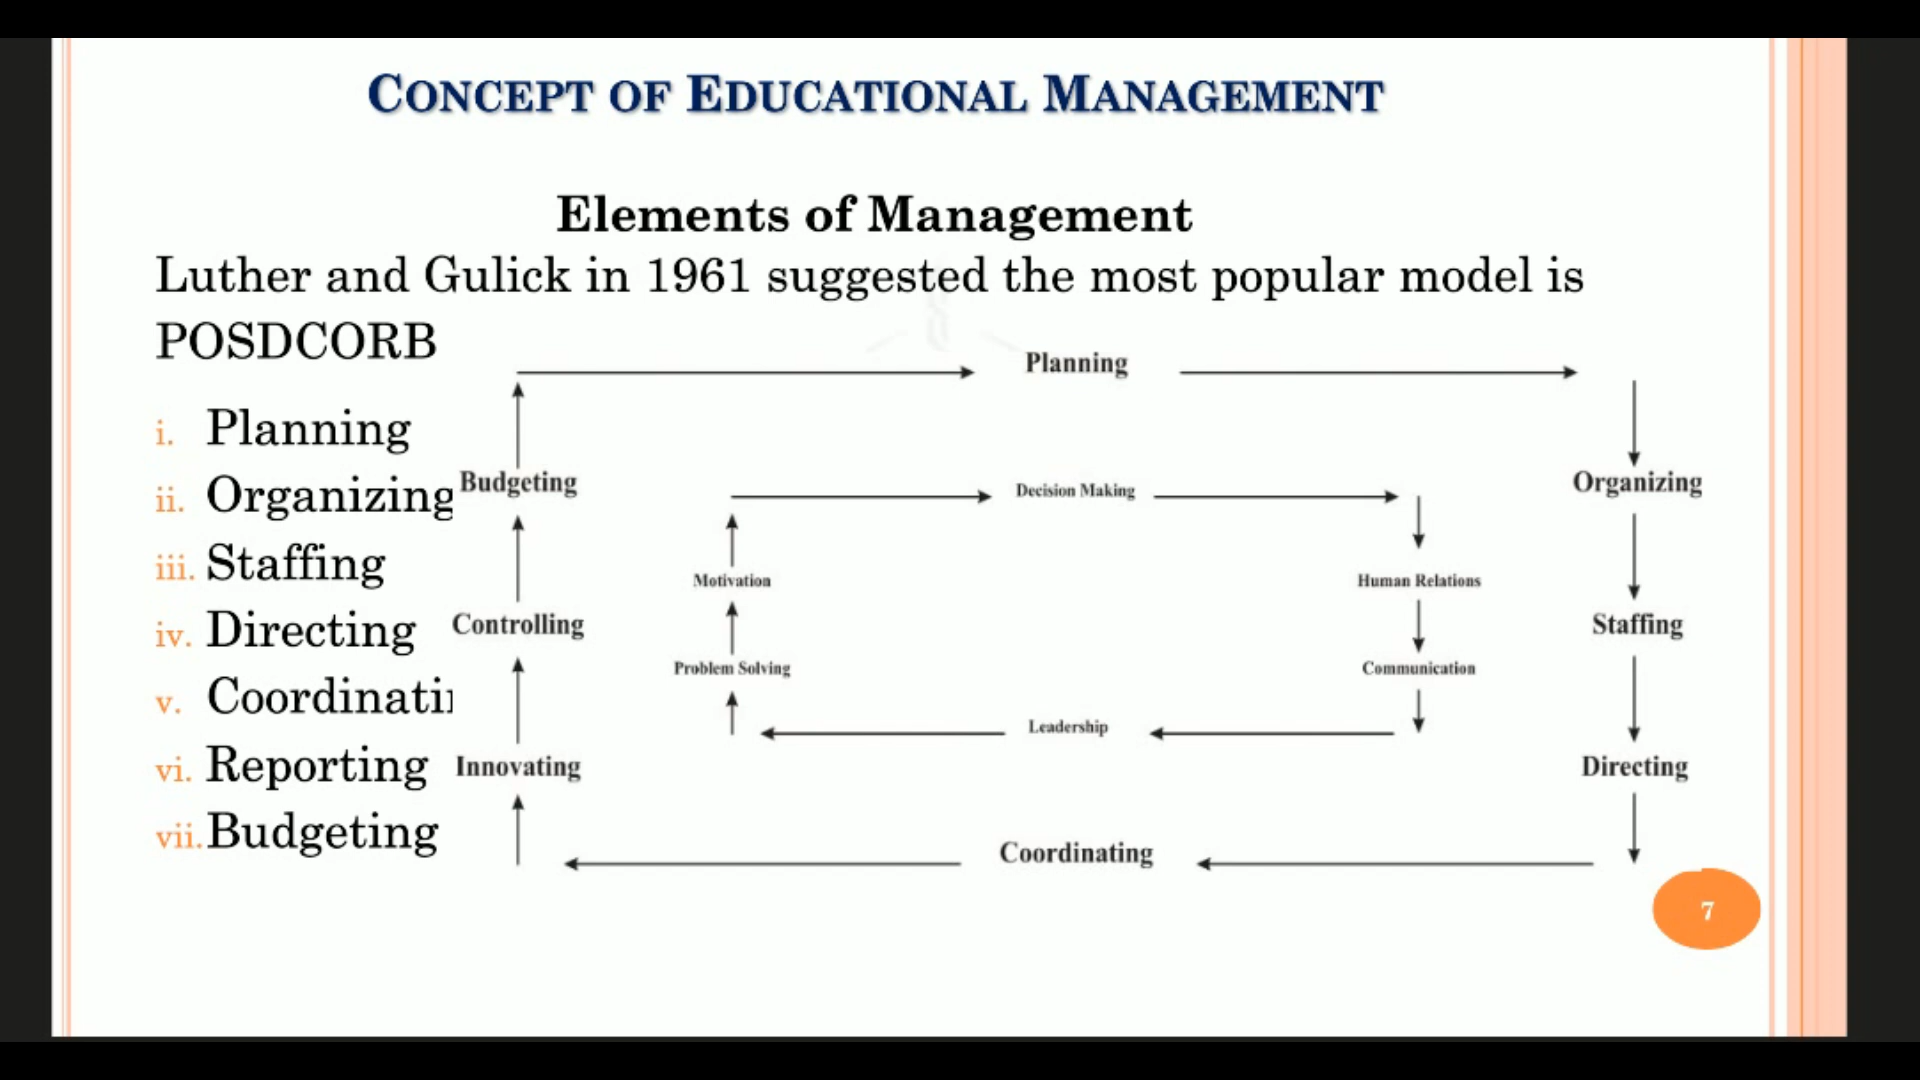 CONCEPT OF EDUCATIONAL MANAGEMENT
Elements of Management
Luther and Gulick in 1961 suggested the most popular model is
POSDCORB
i. Planning
ii. Organizing
iii. Staffing
iv. Directing
v. Coordinatin
vi. Reporting
vii. Budgeting
Planning
Organizing
Staffing
Directing
Coordinating
Innovating
Controlling
Budgeting
Decision Making
Human Relations
Communication
Leadership
Problem Solving
Motivation
7